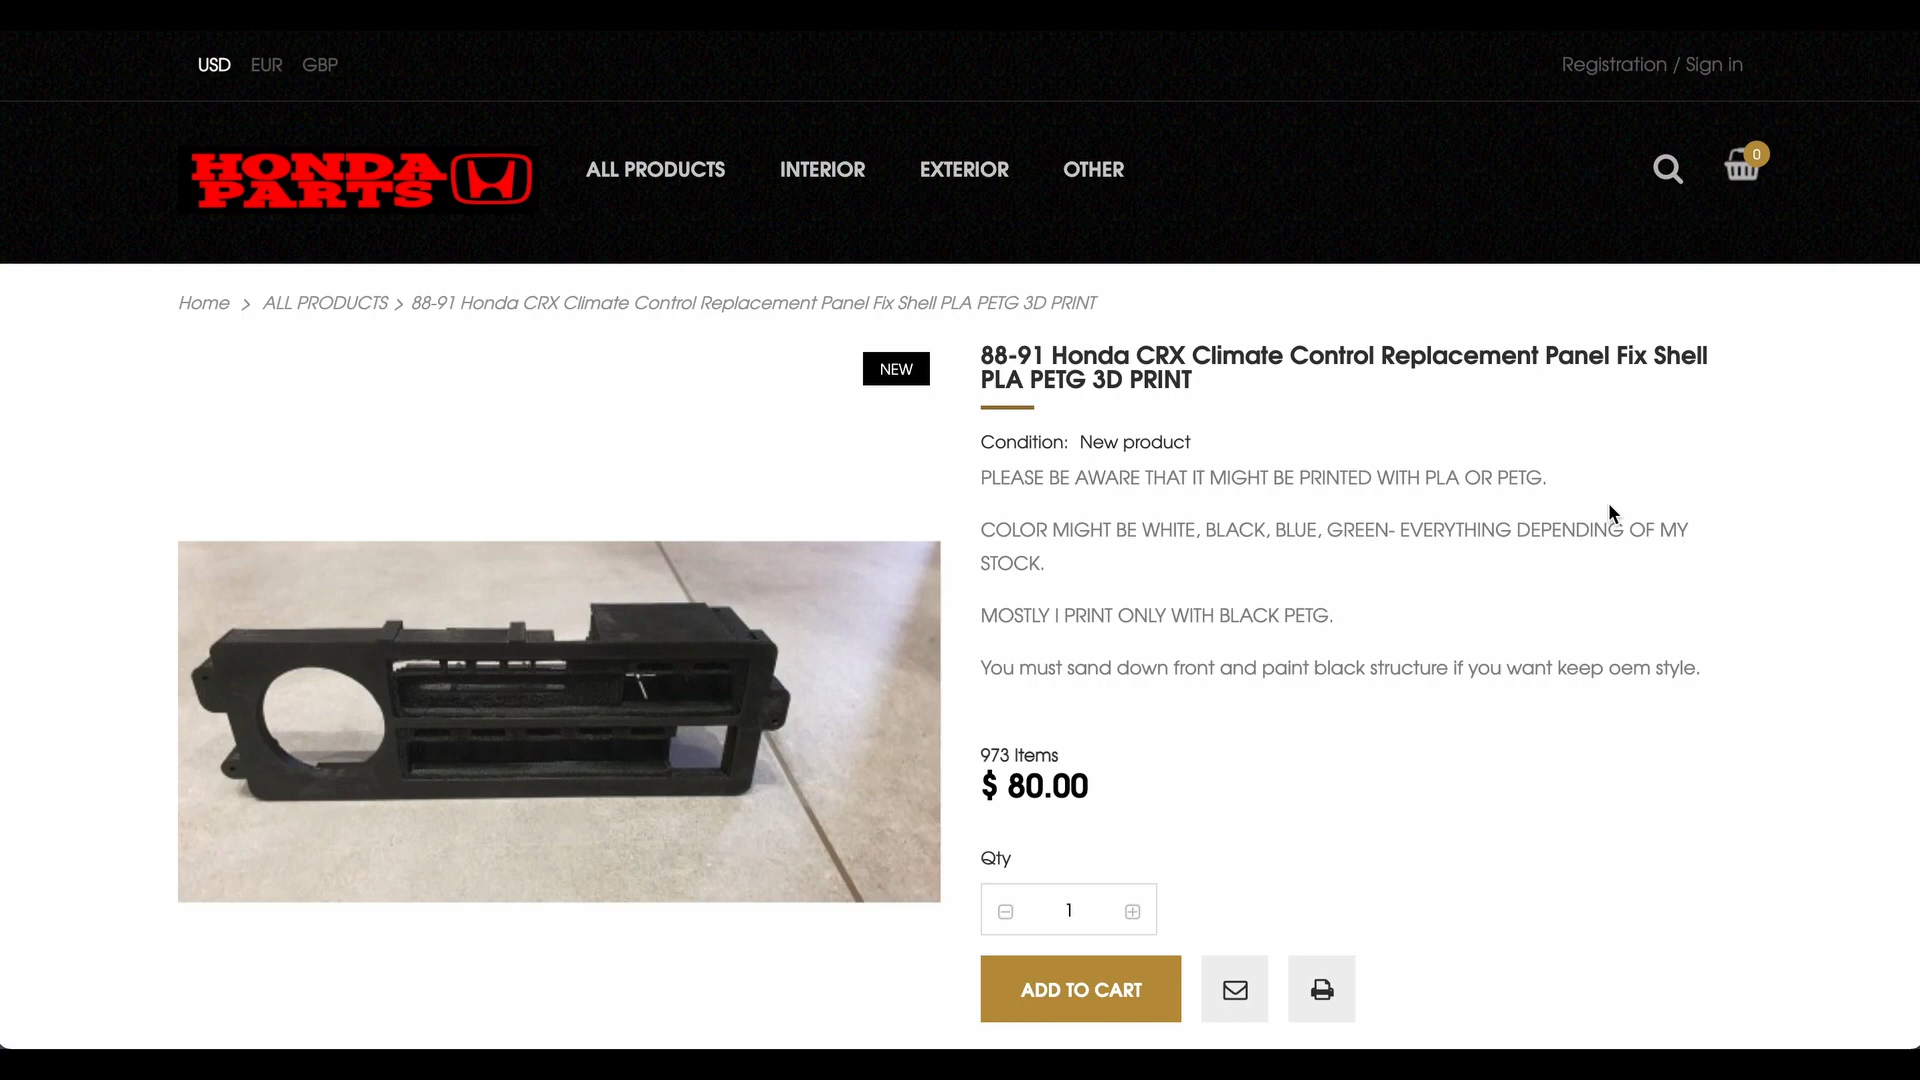 USD EUR GBP
Registration / Sign in
HONDA
PARTS
ALL PRODUCTS INTERIOR EXTERIOR OTHER
0
Home > ALL PRODUCTS > 88-91 Honda CRX Climate Control Replacement Panel Fix Shell PLA PETG 3D PRINT
NEW
88-91 Honda CRX Climate Control Replacement Panel Fix Shell
PLA PETG 3D PRINT
Condition: New product
PLEASE BE AWARE THAT IT MIGHT BE PRINTED WITH PLA OR PETG.
COLOR MIGHT BE WHITE, BLACK, BLUE, GREEN- EVERYTHING DEPENDING OF MY
STOCK.
MOSTLY I PRINT ONLY WITH BLACK PETG.
You must sand down front and paint black structure if you want keep oem style.
973 Items
$ 80.00
Qty
1
ADD TO CART